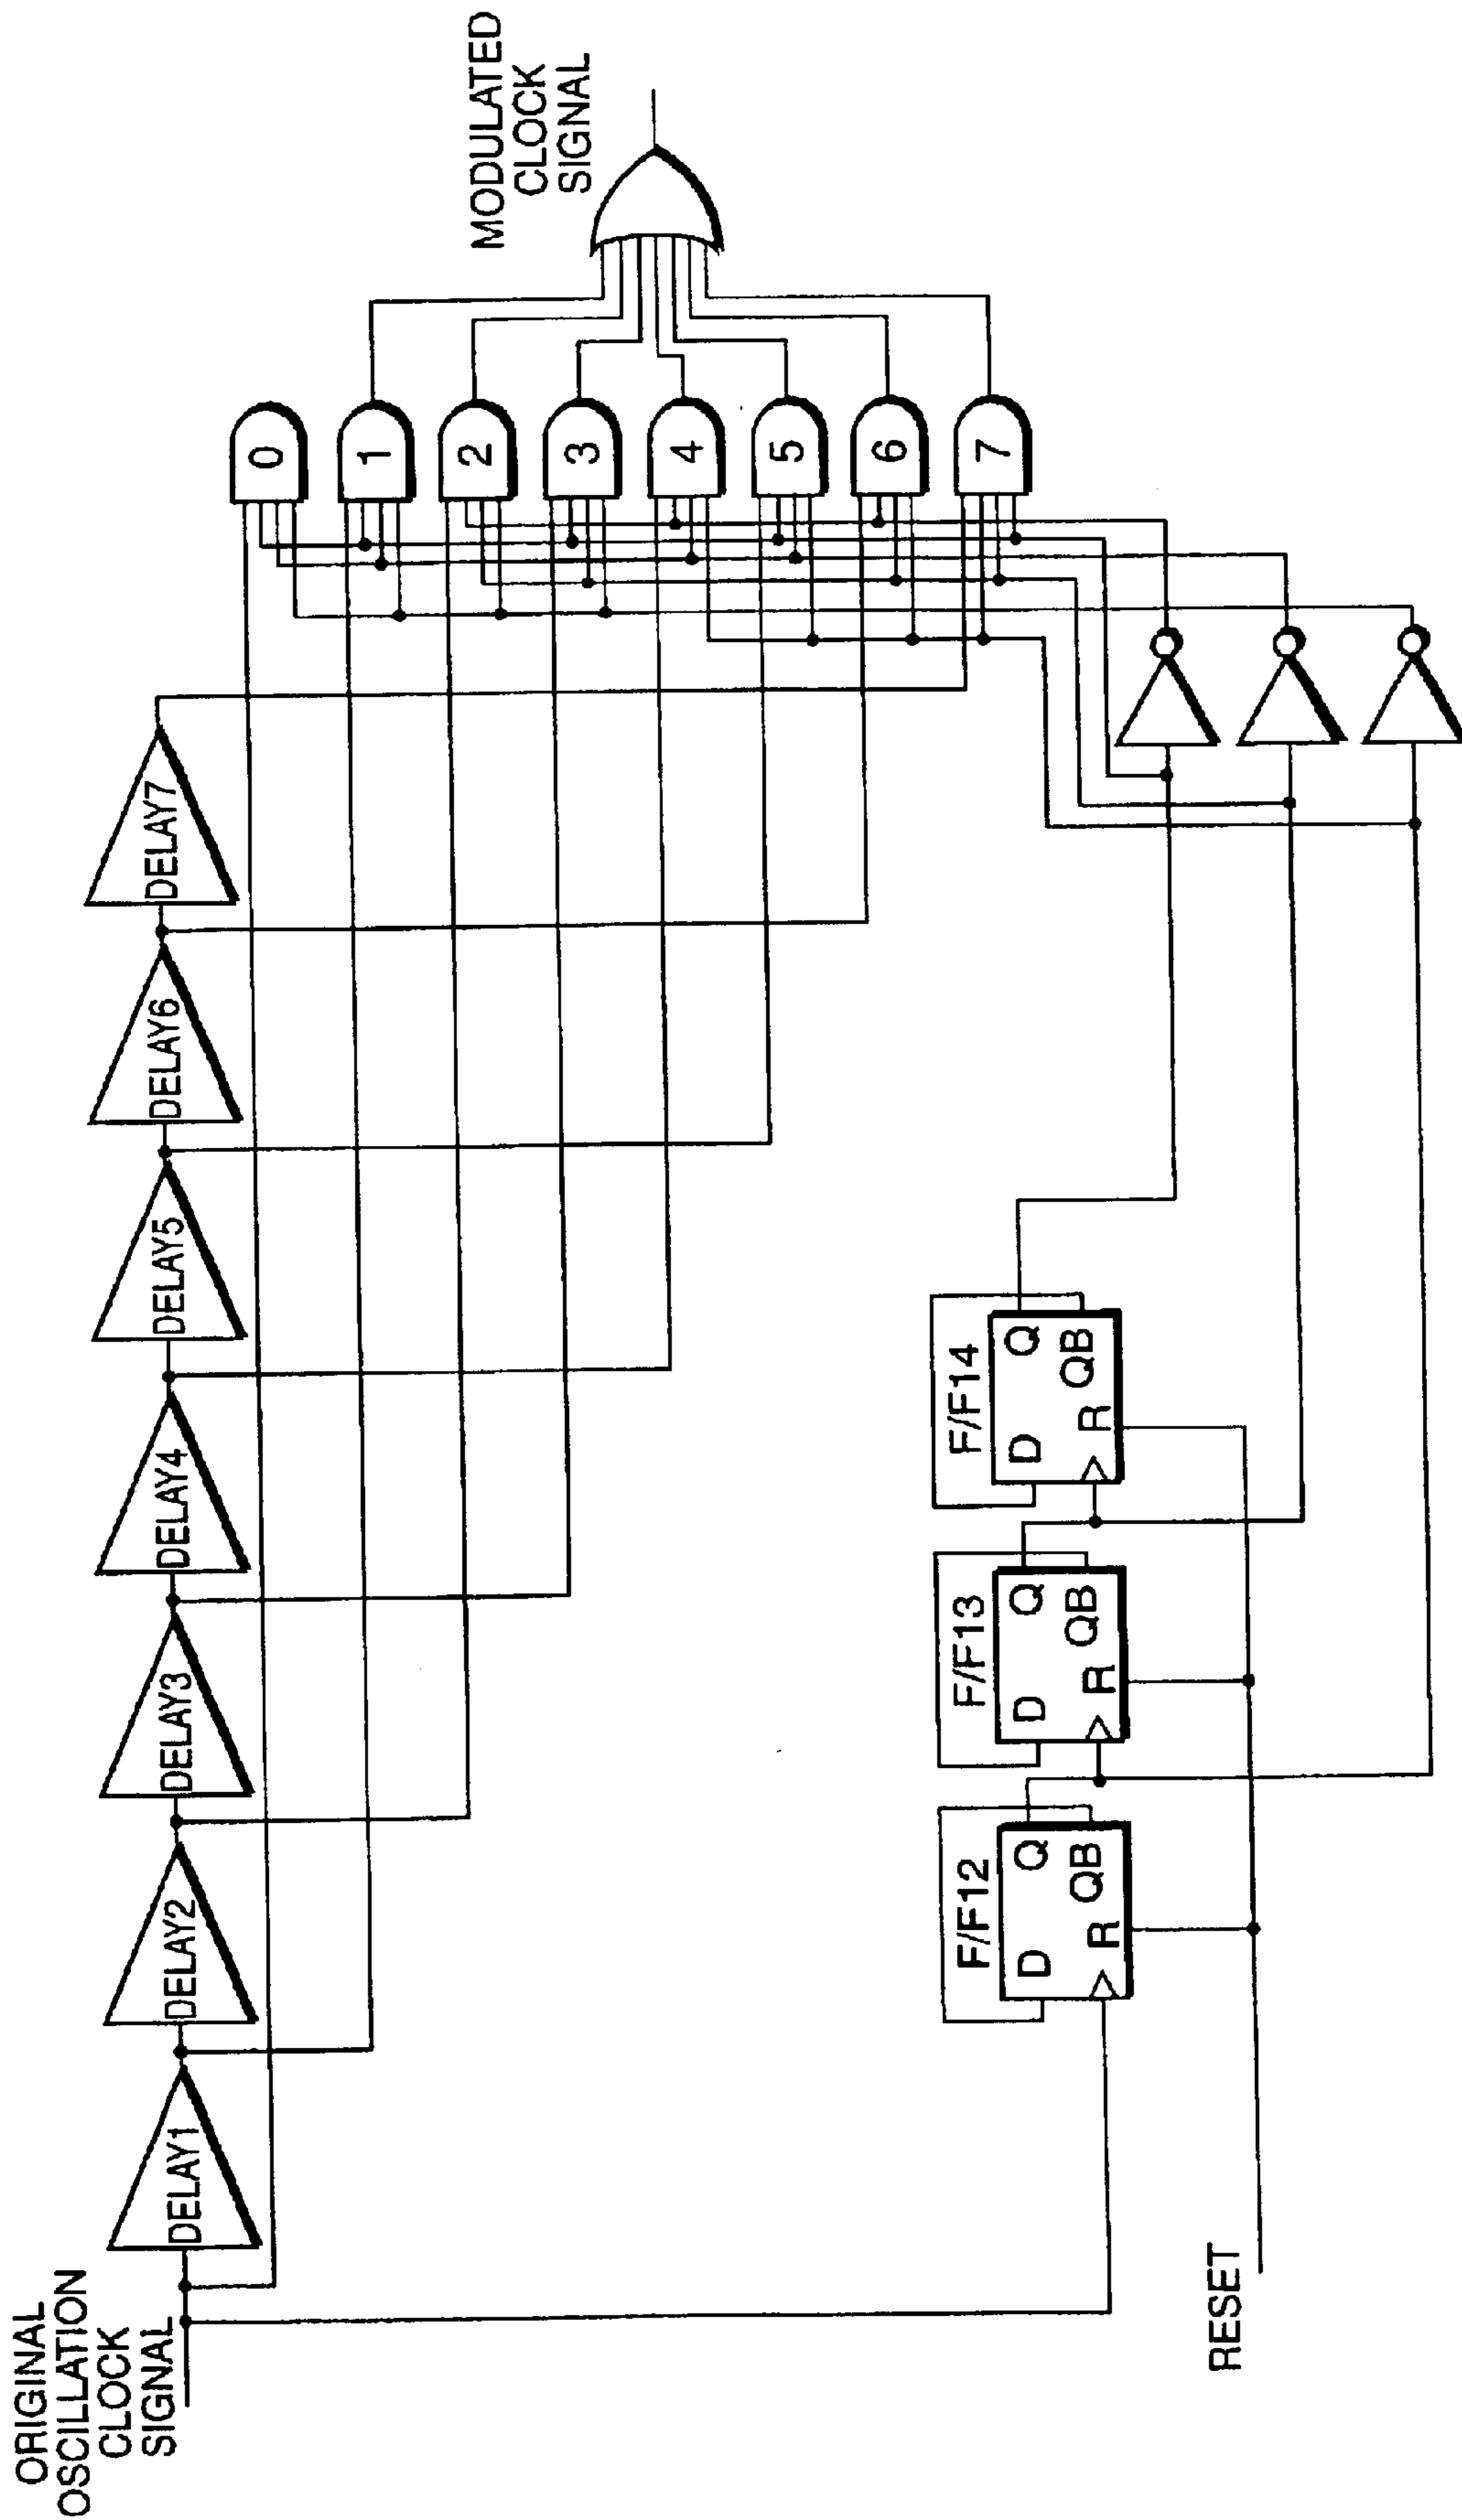 ORIGINAL
OSCILLATION
CLOCK
SIGNAL
DELAY1
DELAY2
DELAY3
DELAY4
DELAY5
DELAY6
DELAY7
0
1
2
3
4
5
6
7
MODULATED
CLOCK
SIGNAL
F/F12
D
Q
R
QB
F/F13
D
Q
R
QB
F/F14
D
Q
R
QB
RESET